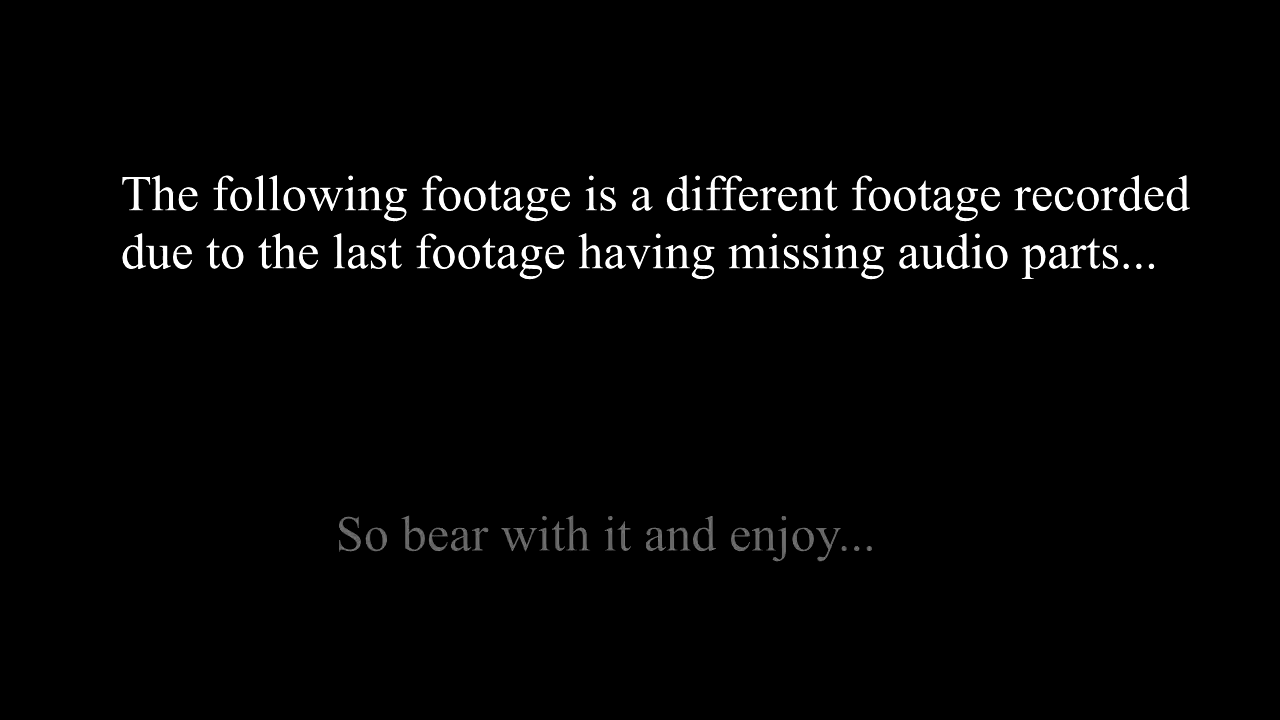 The following footage is a different footage recorded
due to the last footage having missing audio parts...
So bear with it and enjoy...